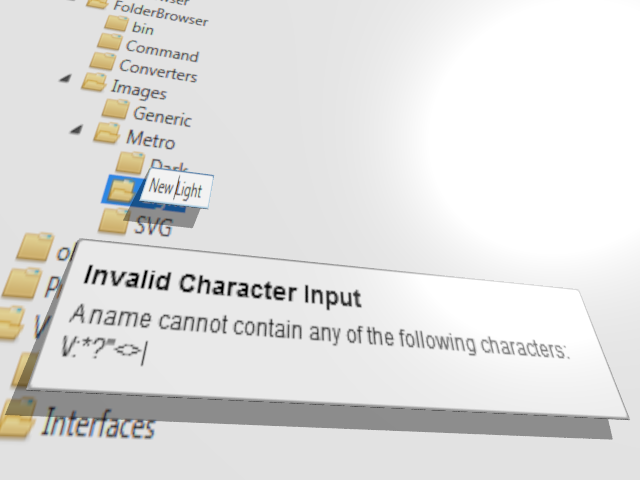 FolderBrowser
bin
Command
Converters
Images
Generic
Metro
Dark
New Light
SVG
Invalid Character Input
A name cannot contain any of the following characters:
\/:*?"<>|
Interfaces